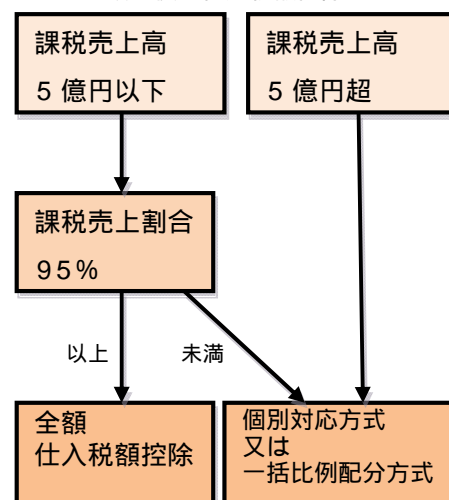 課税売上高
5億円以下
課税売上高
5億円超
課税売上割合
95%
以上
未満
全額
仕入税額控除
個別対応方式
又は
一括比例配分方式